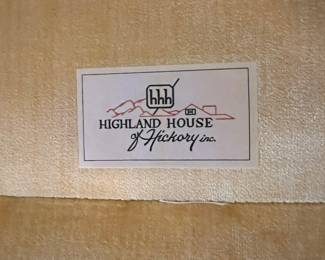 hhh
H
HIGHLAND HOUSE
of Hickory inc.